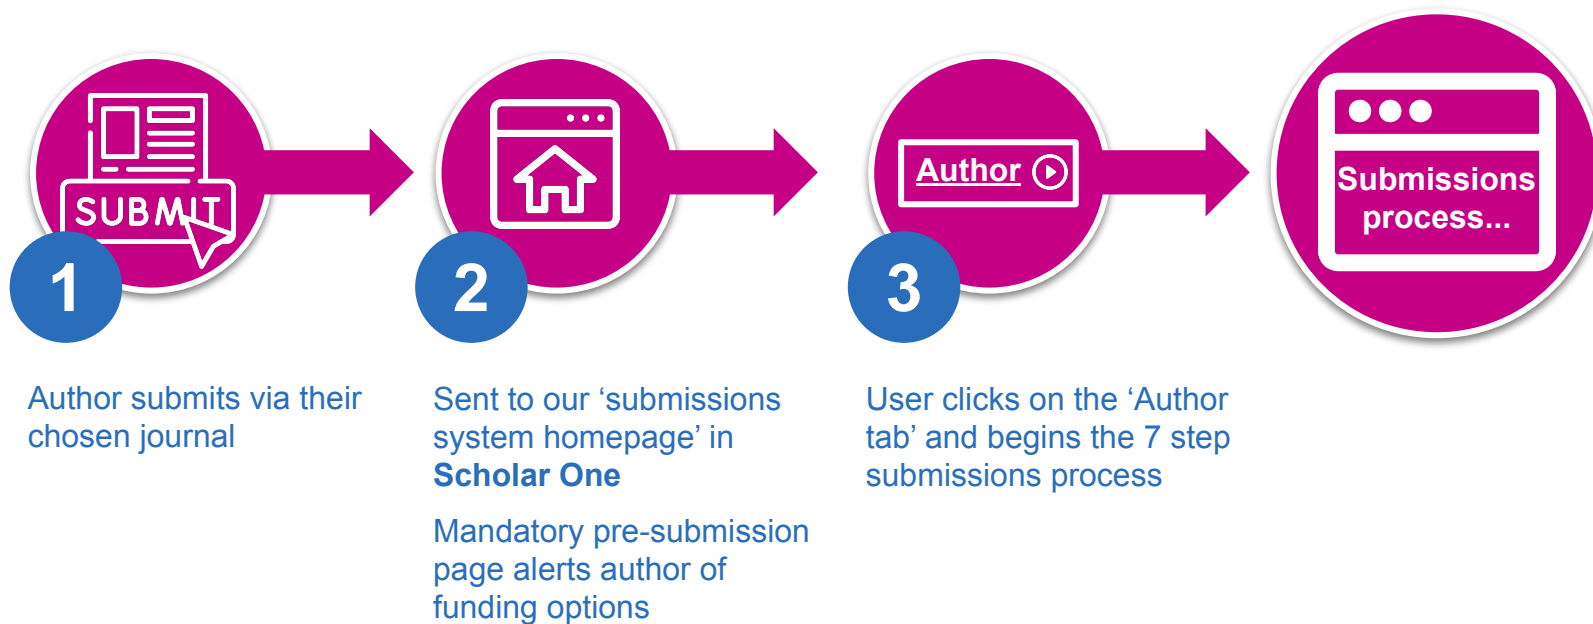 SUBMIT
1
Author submits via their
chosen journal
2
Sent to our ‘submissions
system homepage’ in
Scholar One
Mandatory pre-submission
page alerts author of
funding options
Author
3
User clicks on the ‘Author
tab’ and begins the 7 step
submissions process
Submissions
process...